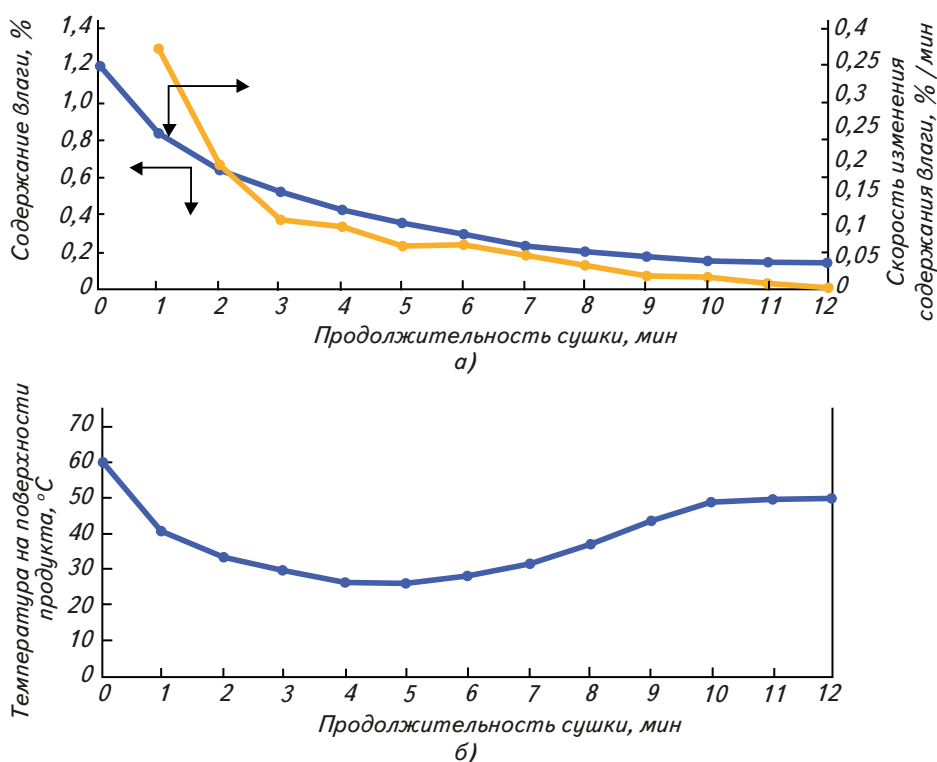 Содержание влаги, %
1,4
1,2
1,0
0,8
0,6
0,4
0,2
0
0,4
0,25
0,3
0,25
0,2
0,15
0,1
0,05
0
Скорость изменения
содержания влаги, % / мин
0 1 2 3 4 5 6 7 8 9 10 11 12
Продолжительность сушки, мин
а)
Температура на поверхности
продукта, °С
70
60
50
40
30
20
10
0
0 1 2 3 4 5 6 7 8 9 10 11 12
Продолжительность сушки, мин
б)